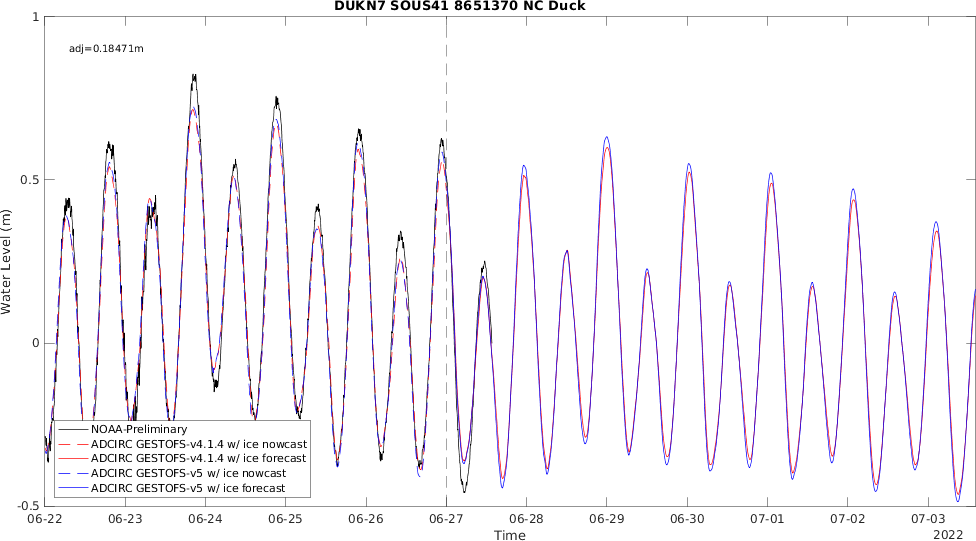 DUKN7 SOUS41 8651370 NC Duck
1
adj=0.18471m
0.5
Water Level (m)
0
NOAA-Preliminary
ADCIRC GESTOFS-v4.1.4 w/ ice nowcast
ADCIRC GESTOFS-v4.1.4 w/ ice forecast
ADCIRC GESTOFS-v5 w/ ice nowcast
ADCIRC GESTOFS-v5 w/ ice forecast
-0.5
06-22 06-23 06-24 06-25 06-26 06-27 06-28 06-29 06-30 07-01 07-02 07-03
Time
2022